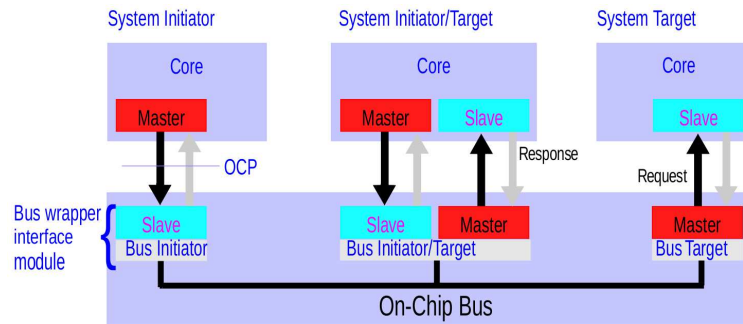 System Initiator
System Initiator/Target
System Target
Core
Core
Core
Master
Master
Slave
Slave
OCP
Response
Request
Bus wrapper
interface
module
Slave
Slave
Master
Master
Bus Initiator
Bus Initiator/Target
Bus Target
On-Chip Bus